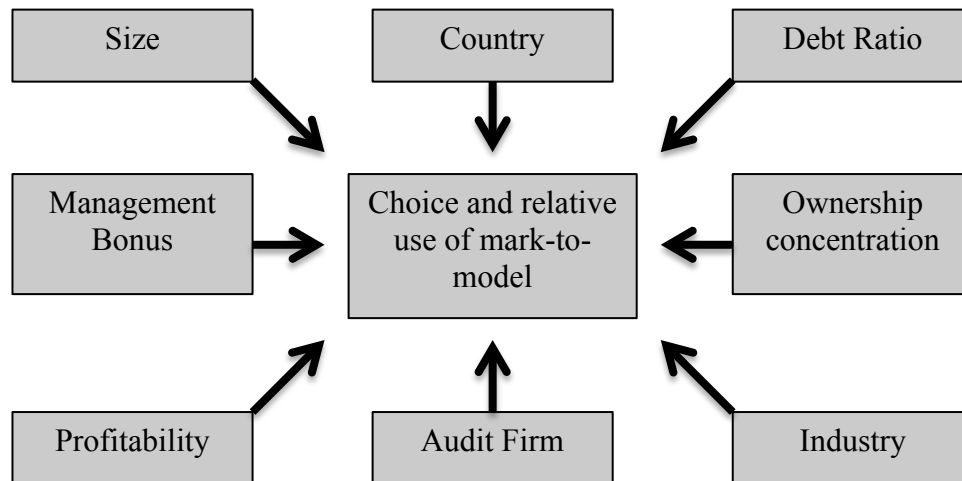 Size
Country
Debt Ratio
Management
Bonus
Choice and relative
use of mark-to-
model
Ownership
concentration
Profitability
Audit Firm
Industry